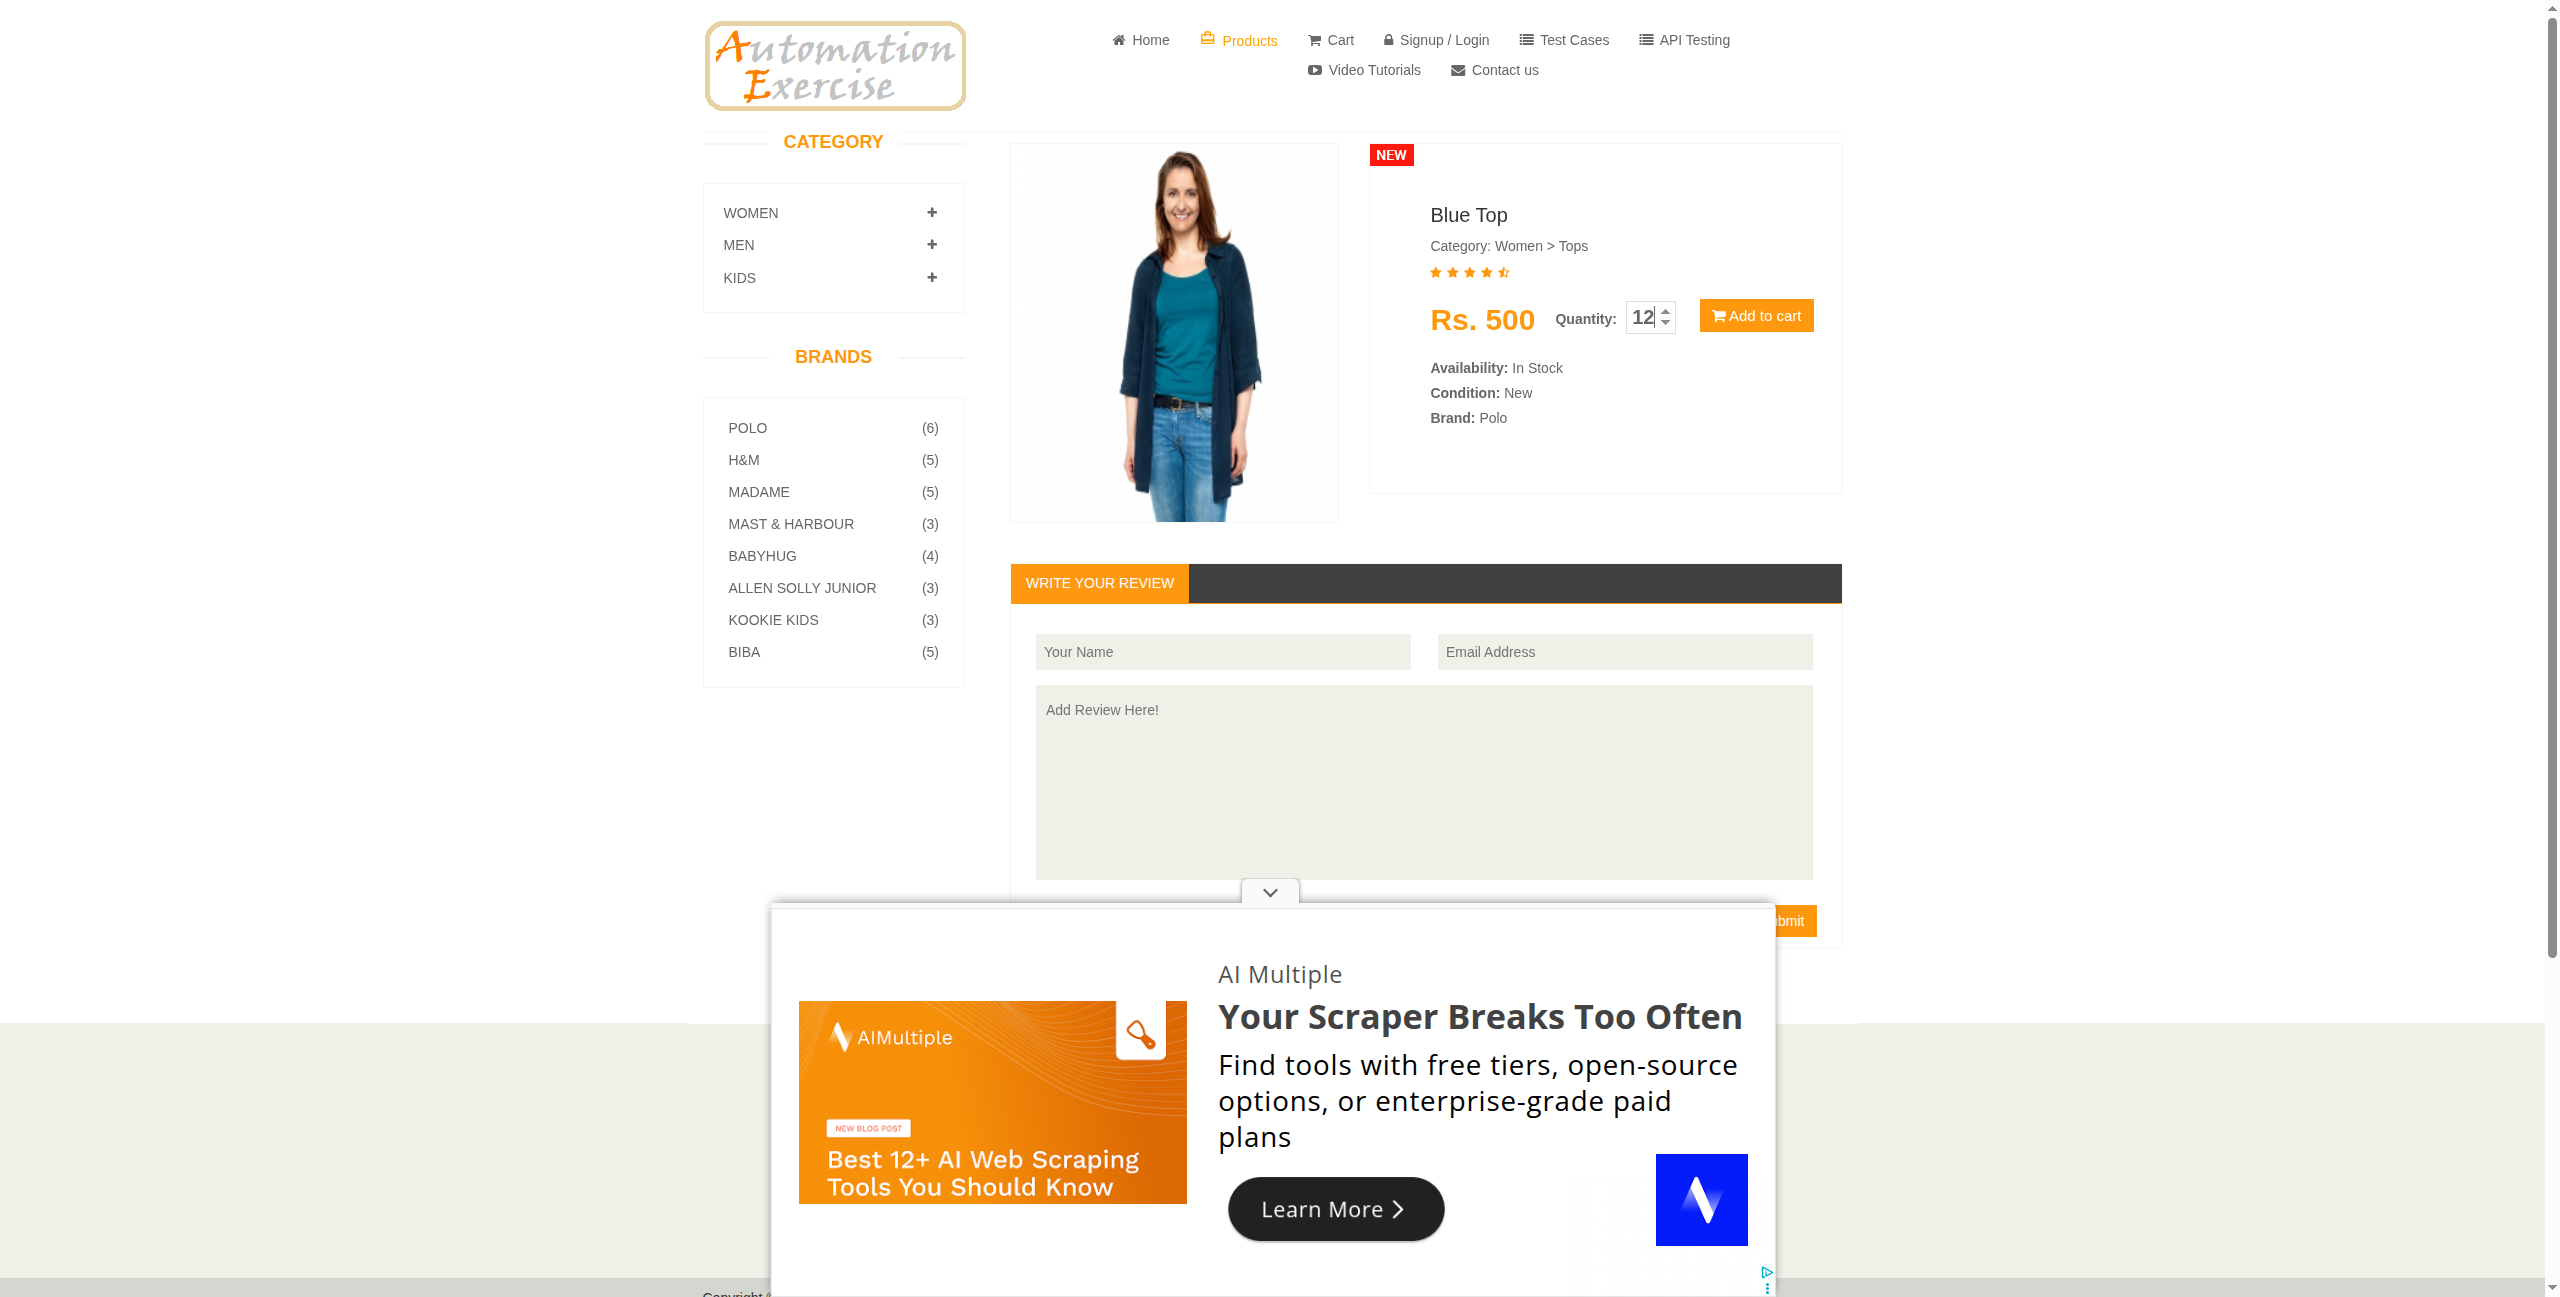 Automation
Exercise
Home
Products
Cart
Signup / Login
Test Cases
API Testing
Video Tutorials
Contact us
CATEGORY
WOMEN
MEN
KIDS
BRANDS
POLO (6)
H&M (5)
MADAME (5)
MAST & HARBOUR (3)
BABYHUG (4)
ALLEN SOLLY JUNIOR (3)
KOOKIE KIDS (3)
BIBA (5)
NEW
Blue Top
Category: Women > Tops
Rs. 500 Quantity: 12 Add to cart
Availability: In Stock
Condition: New
Brand: Polo
WRITE YOUR REVIEW
Your Name
Email Address
Add Review Here!
AIMultiple
NEW BLOG POST
Best 12+ AI Web Scraping
Tools You Should Know
AI Multiple
Your Scraper Breaks Too Often
Find tools with free tiers, open-source
options, or enterprise-grade paid
plans
Learn More